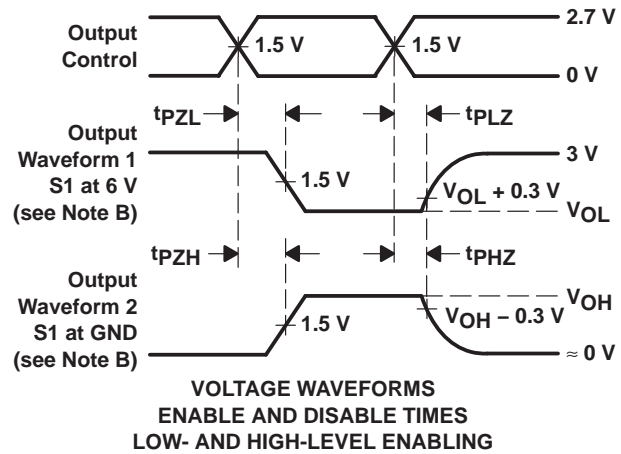 2.7 V
Output
Control
1.5 V
1.5 V
0 V
tPZL
tPLZ
Output
Waveform 1
S1 at 6 V
(see Note B)
3 V
1.5 V
VOL + 0.3 V
VOL
tPZH
tPHZ
Output
Waveform 2
S1 at GND
(see Note B)
VOH
VOH − 0.3 V
1.5 V
≈ 0 V
VOLTAGE WAVEFORMS
ENABLE AND DISABLE TIMES
LOW- AND HIGH-LEVEL ENABLING